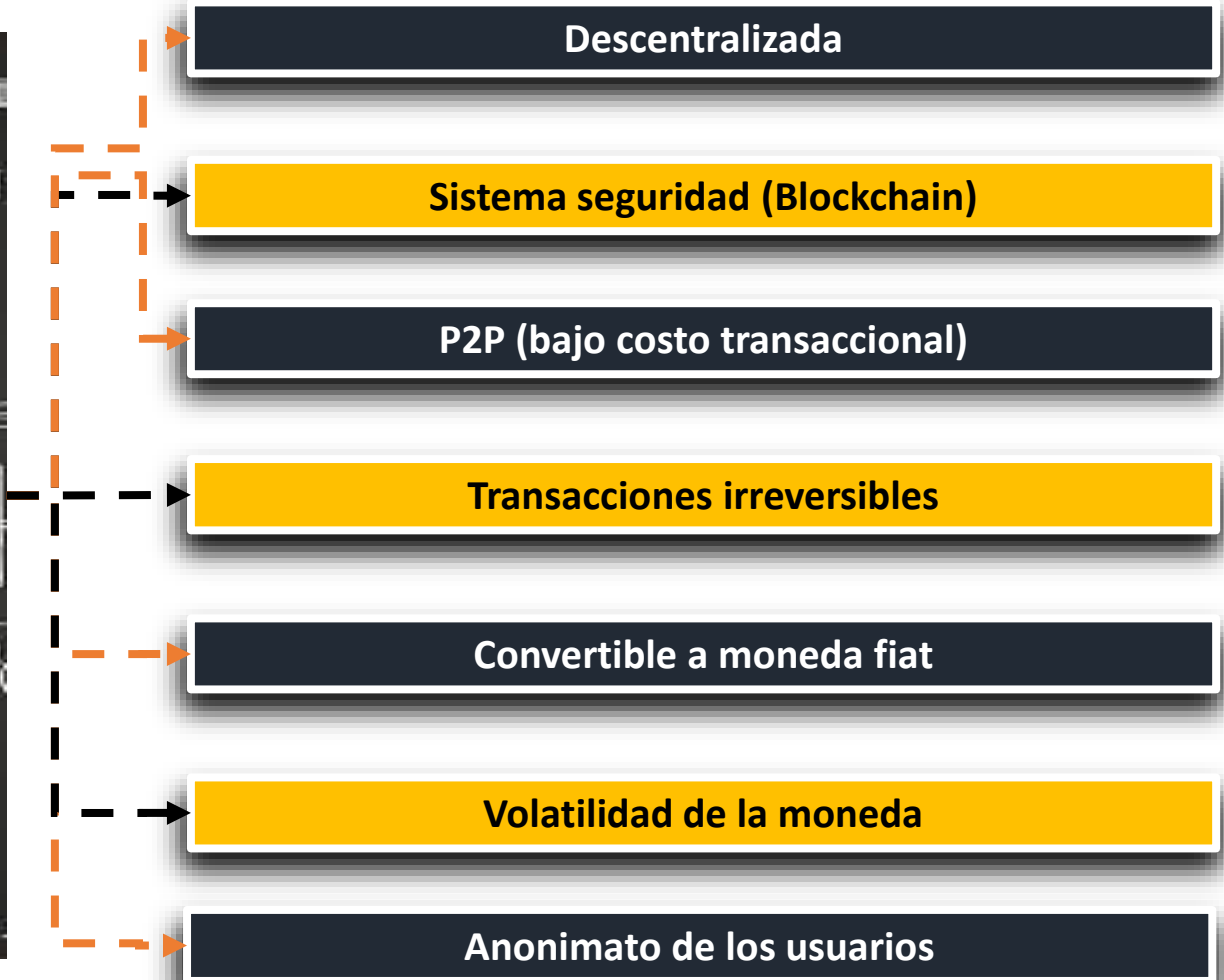 Descentralizada
Sistema seguridad (Blockchain)
P2P (bajo costo transaccional)
Transacciones irreversibles
Convertible a moneda fiat
Volatilidad de la moneda
Anonimato de los usuarios